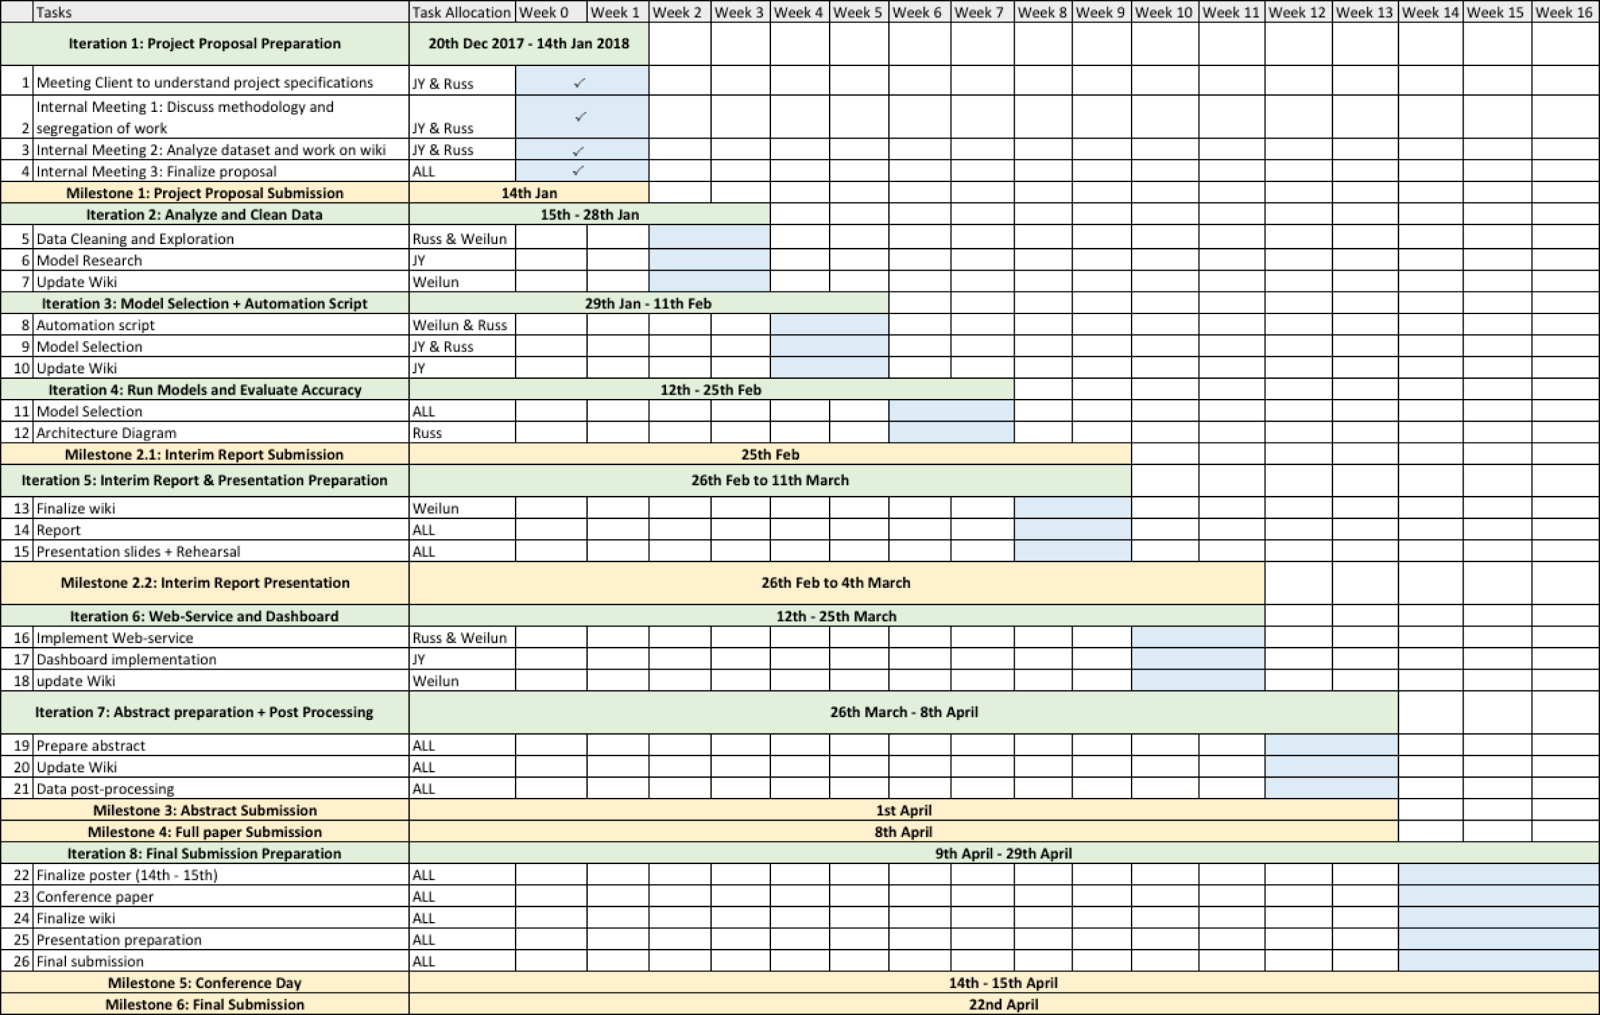 Tasks Task Allocation Week 0 Week 1 Week 2 Week 3 Week 4 Week 5 Week 6 Week 7 Week 8 Week 9 Week 10 Week 11 Week 12 Week 13 Week 14 Week 15 Week 16
Iteration 1: Project Proposal Preparation 20th Dec 2017 - 14th Jan 2018
1 Meeting Client to understand project specifications JY & Russ ✓
Internal Meeting 1: Discuss methodology and
2 segregation of work JY & Russ ✓
3 Internal Meeting 2: Analyze dataset and work on wiki JY & Russ ✓
4 Internal Meeting 3: Finalize proposal ALL ✓
Milestone 1: Project Proposal Submission 14th Jan
Iteration 2: Analyze and Clean Data 15th - 28th Jan
5 Data Cleaning and Exploration Russ & Weilun
6 Model Research JY
7 Update Wiki Weilun
Iteration 3: Model Selection + Automation Script 29th Jan - 11th Feb
8 Automation script Weilun & Russ
9 Model Selection JY & Russ
10 Update Wiki JY
Iteration 4: Run Models and Evaluate Accuracy 12th - 25th Feb
11 Model Selection ALL
12 Architecture Diagram Russ
Milestone 2.1: Interim Report Submission 25th Feb
Iteration 5: Interim Report & Presentation Preparation 26th Feb to 11th March
13 Finalize wiki Weilun
14 Report ALL
15 Presentation slides + Rehearsal ALL
Milestone 2.2: Interim Report Presentation 26th Feb to 4th March
Iteration 6: Web-Service and Dashboard 12th - 25th March
16 Implement Web-service Russ & Weilun
17 Dashboard implementation JY
18 update Wiki Weilun
Iteration 7: Abstract preparation + Post Processing 26th March - 8th April
19 Prepare abstract ALL
20 Update Wiki ALL
21 Data post-processing ALL
Milestone 3: Abstract Submission 1st April
Milestone 4: Full paper Submission 8th April
Iteration 8: Final Submission Preparation 9th April - 29th April
22 Finalize poster (14th - 15th) ALL
23 Conference paper ALL
24 Finalize wiki ALL
25 Presentation preparation ALL
26 Final submission ALL
Milestone 5: Conference Day 14th - 15th April
Milestone 6: Final Submission 22nd April